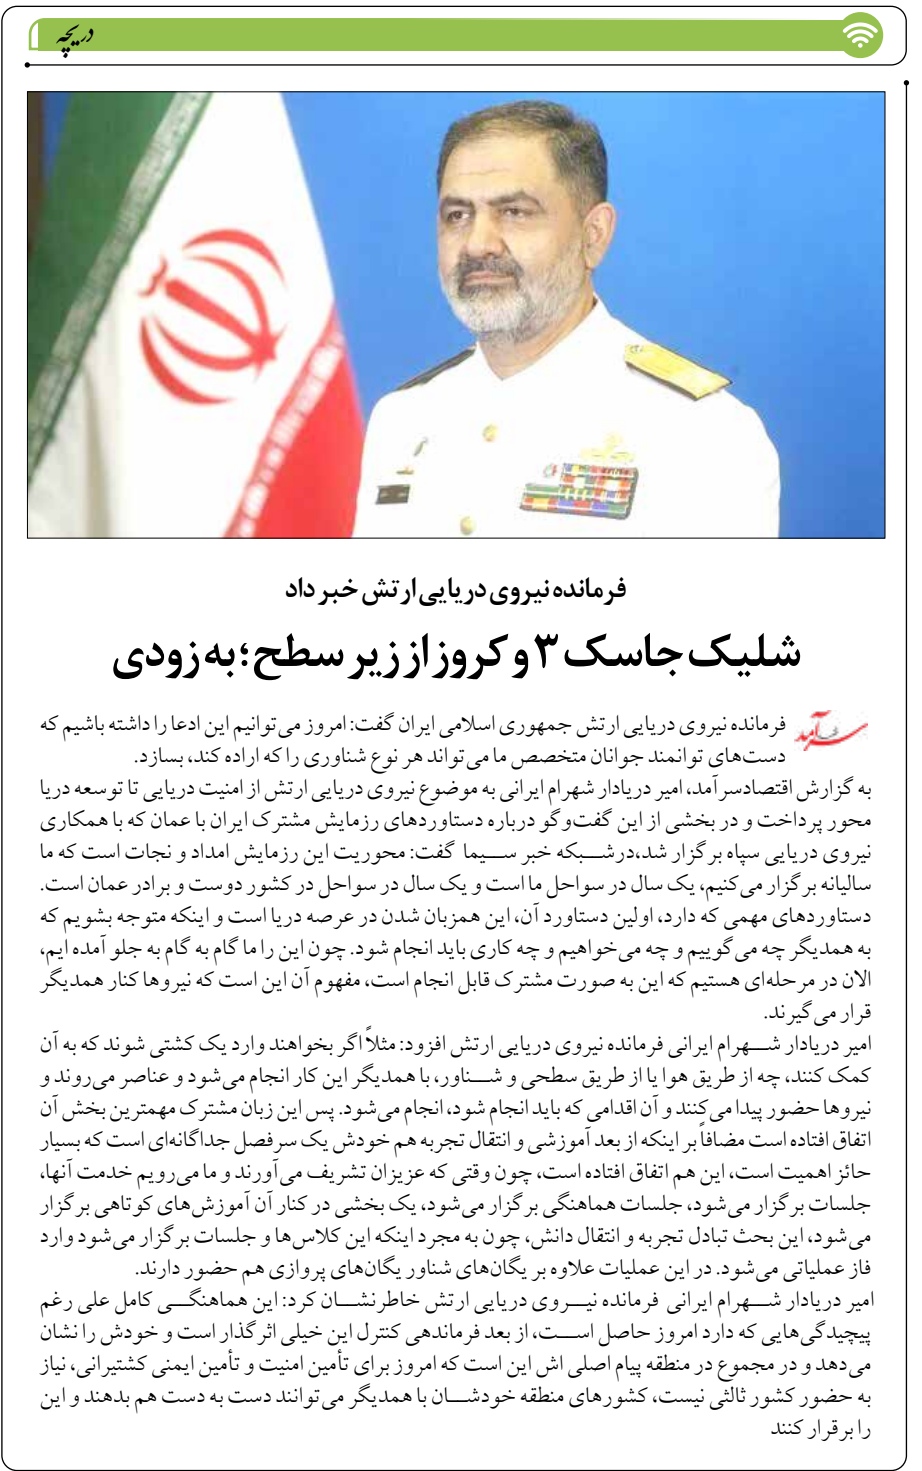 دریچه
فرمانده نیروی دریایی ارتش خبر داد
شلیک جاسک ۳ و کروز از زیر سطح؛ به زودی
سرآمد
فرمانده نیروی دریایی ارتش جمهوری اسلامی ایران گفت: امروز می‌توانیم این ادعا را داشته باشیم که
دست‌های توانمند جوانان متخصص ما می‌تواند هر نوع شناوری را که اراده کند، بسازد.
به گزارش اقتصادسرآمد، امیر دریادار شهرام ایرانی به موضوع نیروی دریایی ارتش از امنیت دریایی تا توسعه دریا
محور پرداخت و در بخشی از این گفت‌وگو درباره دستاوردهای رزمایش مشترک ایران با عمان که با همکاری
نیروی دریایی سپاه برگزار شد،درشبکه خبر سیما گفت: محوریت این رزمایش امداد و نجات است که ما
سالیانه برگزار می‌کنیم، یک سال در سواحل ما است و یک سال در سواحل در کشور دوست و برادر عمان است.
دستاوردهای مهمی که دارد، اولین دستاورد آن، این همزبان شدن در عرصه دریا است و اینکه متوجه بشویم که
به همدیگر چه می‌گوییم و چه می‌خواهیم و چه کاری باید انجام شود. چون این را ما گام به گام به جلو آمده ایم،
الان در مرحله‌ای هستیم که این به صورت مشترک قابل انجام است، مفهوم آن این است که نیروها کنار همدیگر
قرار می‌گیرند.
امیر دریادار شهرام ایرانی فرمانده نیروی دریایی ارتش افزود: مثلاً اگر بخواهند وارد یک کشتی شوند که به آن
کمک کنند، چه از طریق هوا یا از طریق سطحی و شناور، با همدیگر این کار انجام می‌شود و عناصر می‌روند و
نیروها حضور پیدا می‌کنند و آن اقدامی که باید انجام شود، انجام می‌شود. پس این زبان مشترک مهمترین بخش آن
اتفاق افتاده است مضافاً بر اینکه از بعد آموزشی و انتقال تجربه هم خودش یک سرفصل جداگانه‌ای است که بسیار
حائز اهمیت است، این هم اتفاق افتاده است، چون وقتی که عزیزان تشریف می‌آورند و ما می‌رویم خدمت آنها،
جلسات برگزار می‌شود، جلسات هماهنگی برگزار می‌شود، یک بخشی در کنار آن آموزش‌های کوتاهی برگزار
می‌شود، این بحث تبادل تجربه و انتقال دانش، چون به مجرد اینکه این کلاس‌ها و جلسات برگزار می‌شود وارد
فاز عملیاتی می‌شود. در این عملیات علاوه بر یگان‌های شناور یگان‌های پروازی هم حضور دارند.
امیر دریادار شهرام ایرانی فرمانده نیروی دریایی ارتش خاطرنشان کرد: این هماهنگی کامل علی رغم
پیچیدگی‌هایی که دارد امروز حاصل است، از بعد فرماندهی کنترل این خیلی اثرگذار است و خودش را نشان
می‌دهد و در مجموع در منطقه پیام اصلی اش این است که امروز برای تأمین امنیت و تأمین ایمنی کشتیرانی، نیاز
به حضور کشور ثالثی نیست، کشورهای منطقه خودشان با همدیگر می‌توانند دست به دست هم بدهند و این
را برقرار کنند